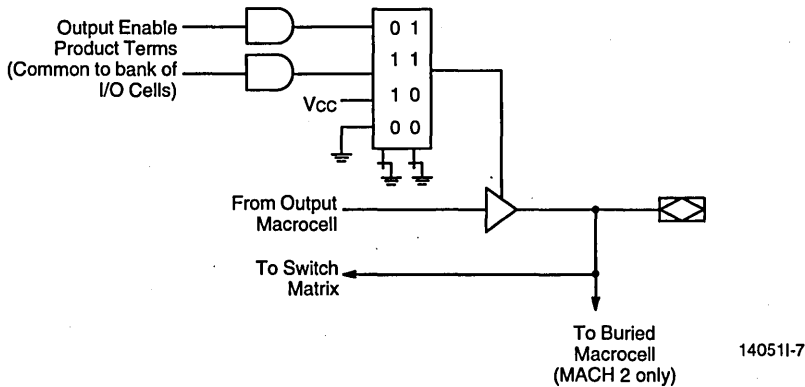 Output Enable
Product Terms
(Common to bank of
I/O Cells)
0 1
1 1
VCC
1 0
0 0
From Output
Macrocell
To Switch
Matrix
To Buried
Macrocell
(MACH 2 only)
14051I-7